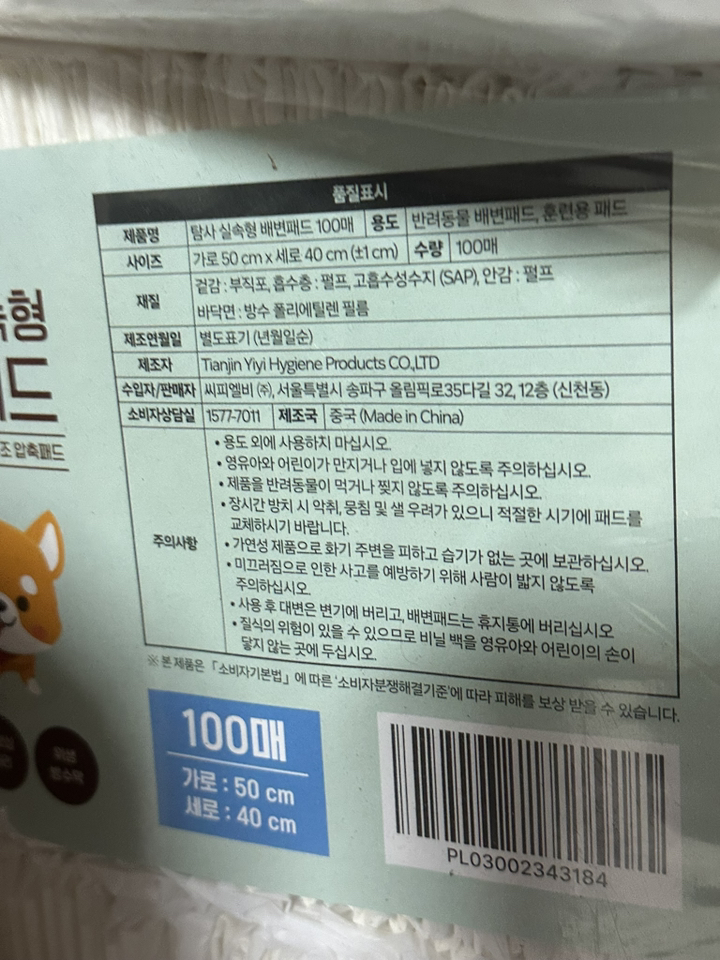 품질표시
제품명 탐사 실속형 배변패드 100매 용도 반려동물 배변패드, 훈련용 패드
사이즈 가로 50 cm x 세로 40 cm (±1 cm) 수량 100매
재질 겉감 : 부직포, 흡수층 : 펄프, 고흡수성수지 (SAP), 안감 : 펄프
바닥면 : 방수 폴리에틸렌 필름
제조연월일 별도표기 (년월일순)
제조자 Tianjin Yiyi Hygiene Products CO.,LTD
수입자/판매자 씨피엘비 ㈜, 서울특별시 송파구 올림픽로35다길 32, 12층 (신천동)
소비자상담실 1577-7011 제조국 중국 (Made in China)
주의사항
• 용도 외에 사용하지 마십시오.
• 영유아와 어린이가 만지거나 입에 넣지 않도록 주의하십시오.
• 제품을 반려동물이 먹거나 찢지 않도록 주의하십시오.
• 장시간 방치 시 악취, 뭉침 및 샐 우려가 있으니 적절한 시기에 패드를
교체하시기 바랍니다.
• 가연성 제품으로 화기 주변을 피하고 습기가 없는 곳에 보관하십시오.
• 미끄러짐으로 인한 사고를 예방하기 위해 사람이 밟지 않도록
주의하십시오.
• 사용 후 대변은 변기에 버리고, 배변패드는 휴지통에 버리십시오
• 질식의 위험이 있을 수 있으므로 비닐 백을 영유아와 어린이의 손이
닿지 않는 곳에 두십시오.
※ 본 제품은 「소비자기본법」에 따른 '소비자분쟁해결기준'에 따라 피해를 보상 받을 수 있습니다.
형
드
조 압축패드
100매
가로 : 50 cm
세로 : 40 cm
PL03002343184